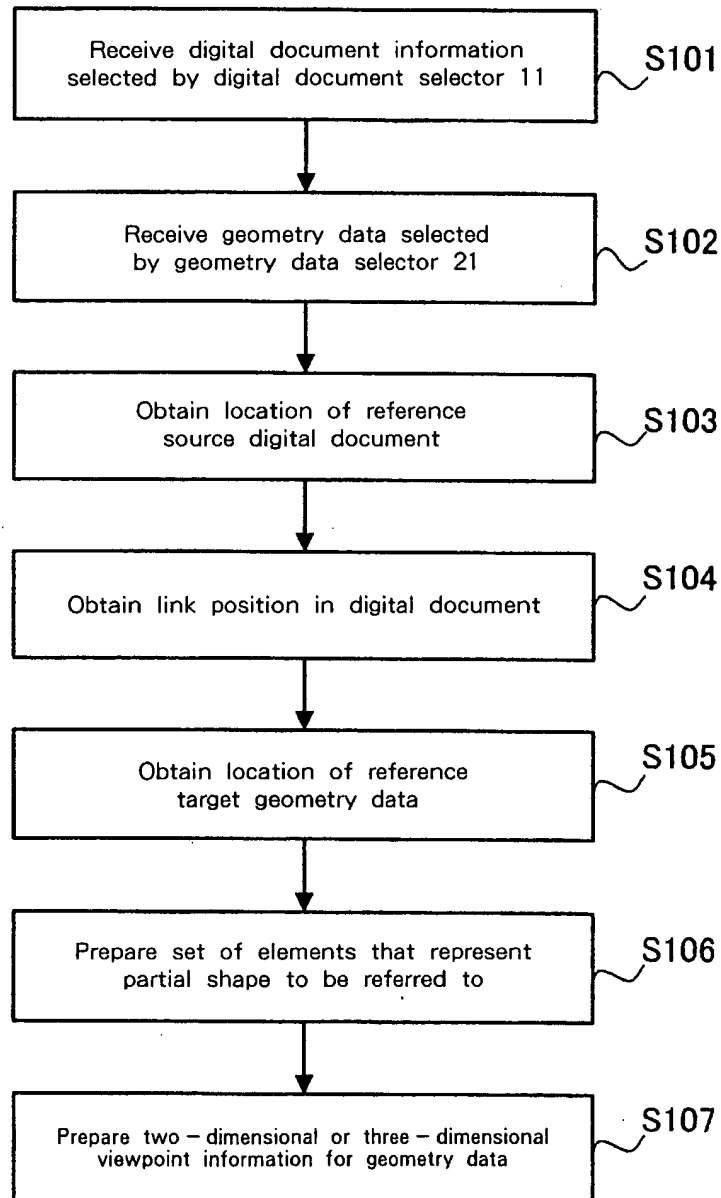 Receive digital document information
selected by digital document selector 11
S101
Receive geometry data selected
by geometry data selector 21
S102
Obtain location of reference
source digital document
S103
Obtain link position in digital document
S104
Obtain location of reference
target geometry data
S105
Prepare set of elements that represent
partial shape to be referred to
S106
Prepare two-dimensional or three-dimensional
viewpoint information for geometry data
S107